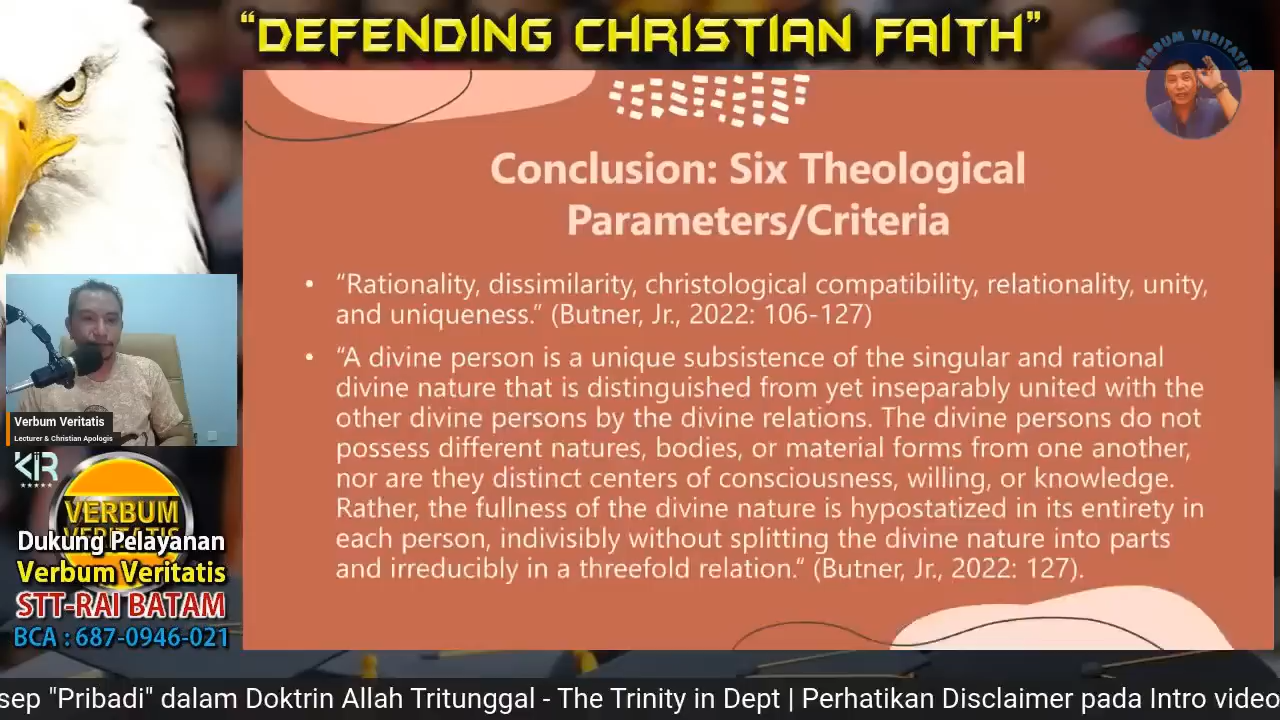 “DEFENDING CHRISTIAN FAITH”
VERBUM VERITATIS
Conclusion: Six Theological
Parameters/Criteria
• “Rationality, dissimilarity, christological compatibility, relationality, unity,
and uniqueness.” (Butner, Jr., 2022: 106-127)
• “A divine person is a unique subsistence of the singular and rational
divine nature that is distinguished from yet inseparably united with the
other divine persons by the divine relations. The divine persons do not
possess different natures, bodies, or material forms from one another,
nor are they distinct centers of consciousness, willing, or knowledge.
Rather, the fullness of the divine nature is hypostatized in its entirety in
each person, indivisibly without splitting the divine nature into parts
and irreducibly in a threefold relation.“ (Butner, Jr., 2022: 127).
Verbum Veritatis
Lecturer & Christian Apologis
KIR
VERBUM
VERITATIS
Dukung Pelayanan
Verbum Veritatis
STT-RAI BATAM
BCA : 687-0946-021
sep "Pribadi" dalam Doktrin Allah Tritunggal - The Trinity in Dept | Perhatikan Disclaimer pada Intro video